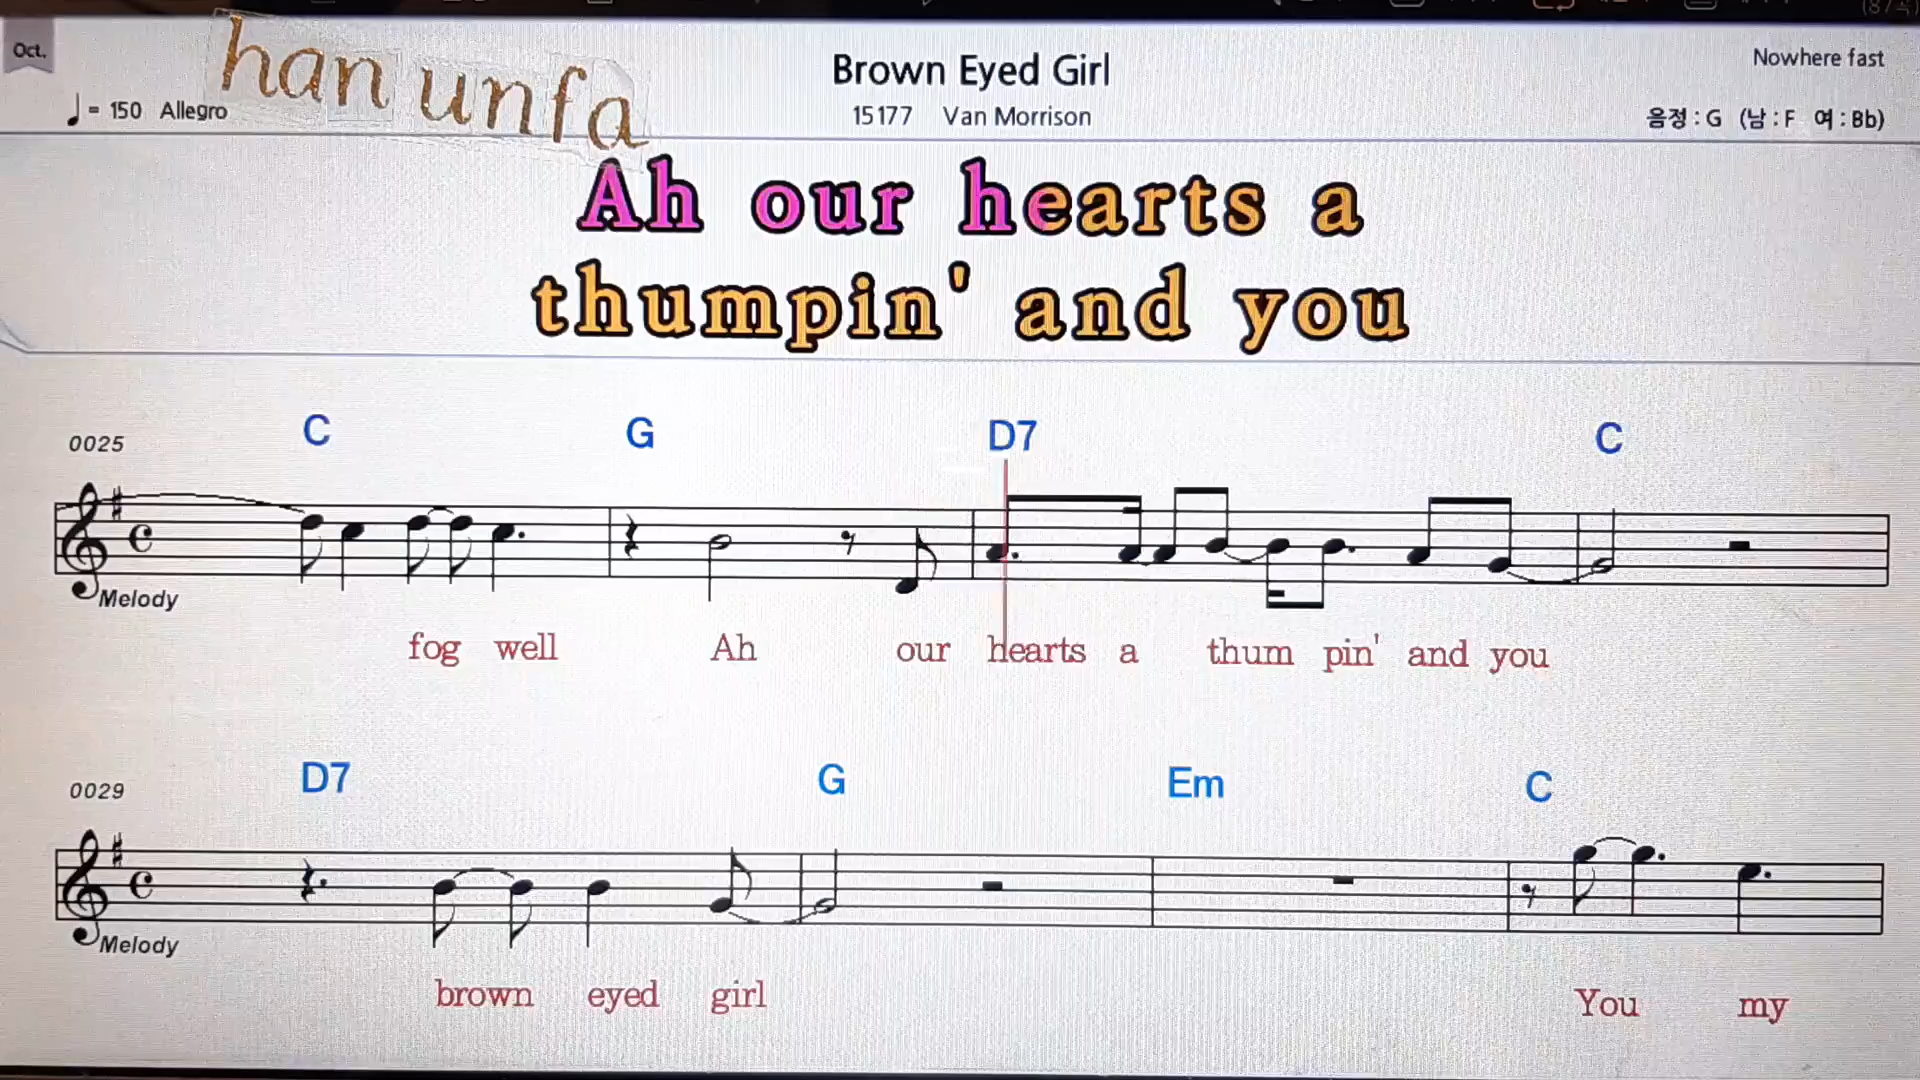 Oct.
han unfa
Brown Eyed Girl
Nowhere fast
= 150 Allegro
15177 Van Morrison
음정 : G (남 : F 여 : Bb)
Ah our hearts a
thumpin' and you
0025
C G D7 C
Melody
fog well Ah our hearts a thum pin' and you
0029
D7 G Em C
Melody
brown eyed girl You my